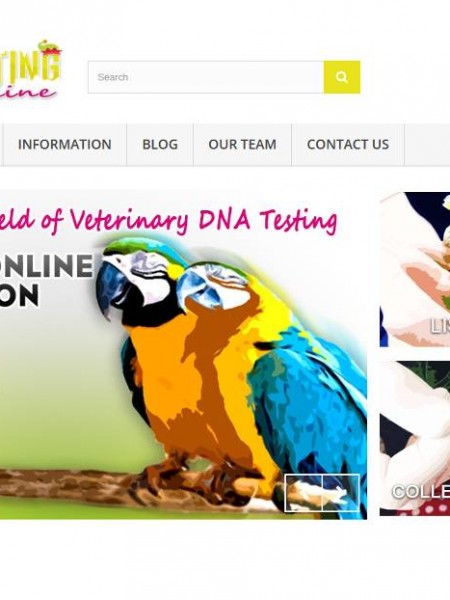 TING
ine
Search
INFORMATION
BLOG
OUR TEAM
CONTACT US
eld of Veterinary DNA Testing
ONLINE
ON
LIS
COLLE